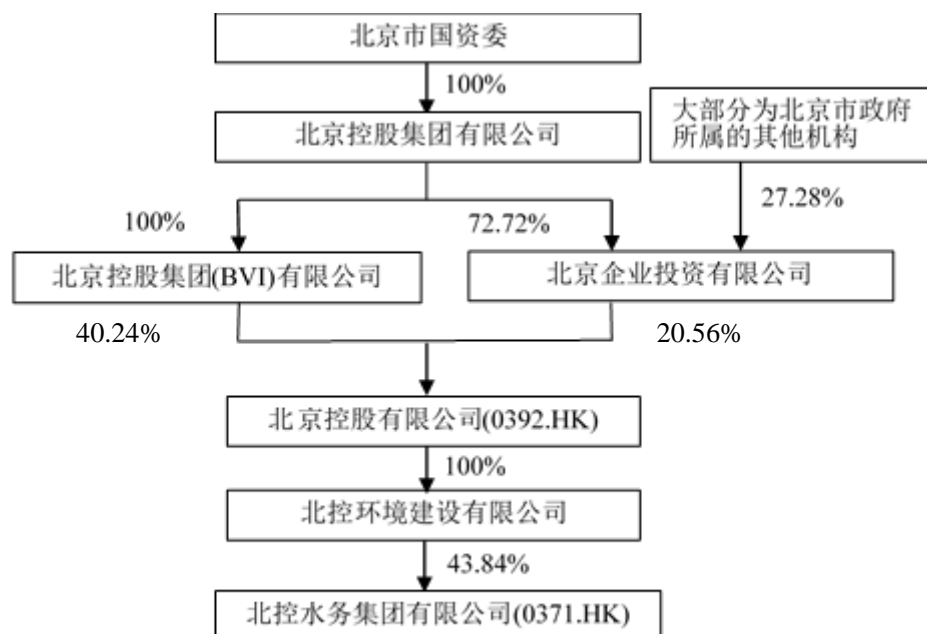 北京市国资委
100%
北京控股集团有限公司
大部分为北京市政府
所属的其他机构
100%
72.72%
27.28%
北京控股集团(BVI)有限公司
北京企业投资有限公司
40.24%
20.56%
北京控股有限公司(0392.HK)
100%
北控环境建设有限公司
43.84%
北控水务集团有限公司(0371.HK)